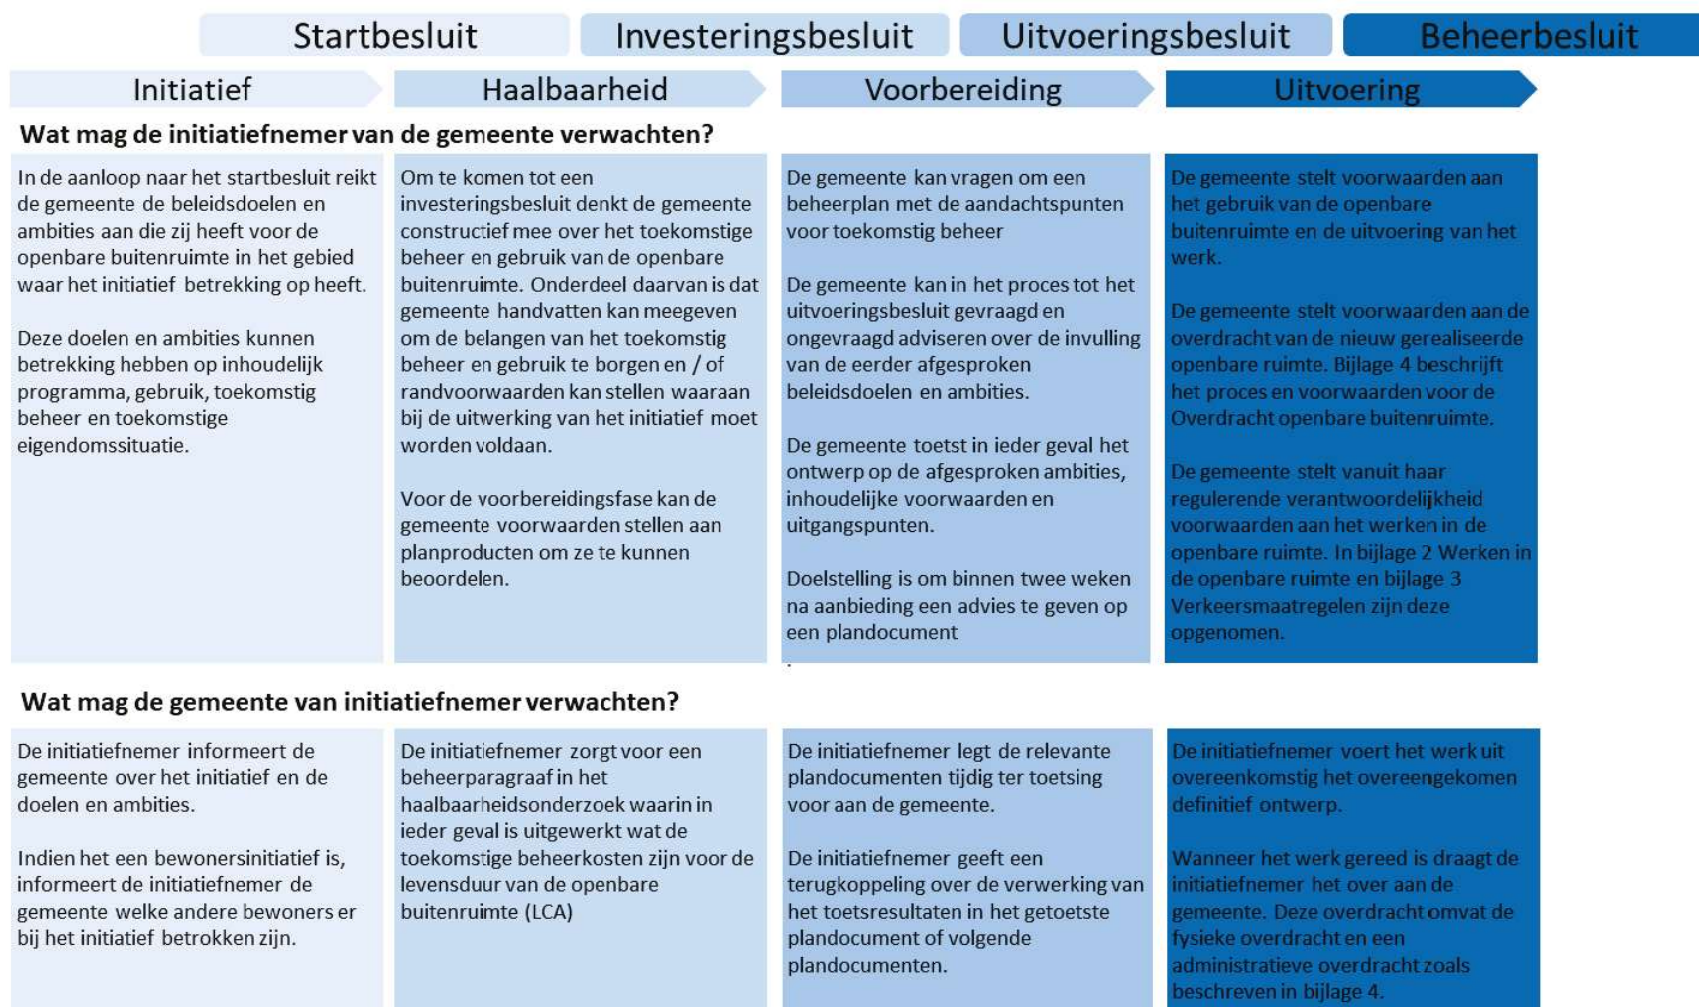 Startbesluit
Investeringsbesluit
Uitvoeringsbesluit
Beheerbesluit
Initiatief
Haalbaarheid
Voorbereiding
Uitvoering
Wat mag de initiatiefnemer van de gemeente verwachten?
In de aanloop naar het startbesluit reikt
de gemeente de beleidsdoelen en
ambities aan die zij heeft voor de
openbare buitenruimte in het gebied
waar het initiatief betrekking op heeft.
Deze doelen en ambities kunnen
betrekking hebben op inhoudelijk
programma, gebruik, toekomstig
beheer en toekomstige
eigendomssituatie.
Om te komen tot een
investeringsbesluit denkt de gemeente
constructief mee over het toekomstige
beheer en gebruik van de openbare
buitenruimte. Onderdeel daarvan is dat
gemeente handvatten kan meegeven
om de belangen van het toekomstig
beheer en gebruik te borgen en / of
randvoorwaarden kan stellen waaraan
bij de uitwerking van het initiatief moet
worden voldaan.
Voor de voorbereidingsfase kan de
gemeente voorwaarden stellen aan
planproducten om ze te kunnen
beoordelen.
De gemeente kan vragen om een
beheerplan met de aandachtspunten
voor toekomstig beheer
De gemeente kan in het proces tot het
uitvoeringsbesluit gevraagd en
ongevraagd adviseren over de invulling
van de eerder afgesproken
beleidsdoelen en ambities.
De gemeente toetst in ieder geval het
ontwerp op de afgesproken ambities,
inhoudelijke voorwaarden en
uitgangspunten.
Doelstelling is om binnen twee weken
na aanbieding een advies te geven op
een plandocument
.
De gemeente stelt voorwaarden aan
het gebruik van de openbare
buitenruimte en de uitvoering van het
werk.
De gemeente stelt voorwaarden aan de
overdracht van de nieuw gerealiseerde
openbare ruimte. Bijlage 4 beschrijft
het proces en voorwaarden voor de
Overdracht openbare buitenruimte.
De gemeente stelt vanuit haar
regulerende verantwoordelijkheid
voorwaarden aan het werken in de
openbare ruimte. In bijlage 2 Werken in
de openbare ruimte en bijlage 3
Verkeersmaatregelen zijn deze
opgenomen.
Wat mag de gemeente van initiatiefnemer verwachten?
De initiatiefnemer informeert de
gemeente over het initiatief en de
doelen en ambities.
Indien het een bewonersinitiatief is,
informeert de initiatiefnemer de
gemeente welke andere bewoners er
bij het initiatief betrokken zijn.
De initiatiefnemer zorgt voor een
beheerparagraaf in het
haalbaarheidsonderzoek waarin in
ieder geval is uitgewerkt wat de
toekomstige beheerkosten zijn voor de
levensduur van de openbare
buitenruimte (LCA)
De initiatiefnemer legt de relevante
plandocumenten tijdig ter toetsing
voor aan de gemeente.
De initiatiefnemer geeft een
terugkoppeling over de verwerking van
het toetsresultaten in het getoetste
plandocument of volgende
plandocumenten.
De initiatiefnemer voert het werk uit
overeenkomstig het overeengekomen
definitief ontwerp.
Wanneer het werk gereed is draagt de
initiatiefnemer het over aan de
gemeente. Deze overdracht omvat de
fysieke overdracht en een
administratieve overdracht zoals
beschreven in bijlage 4.